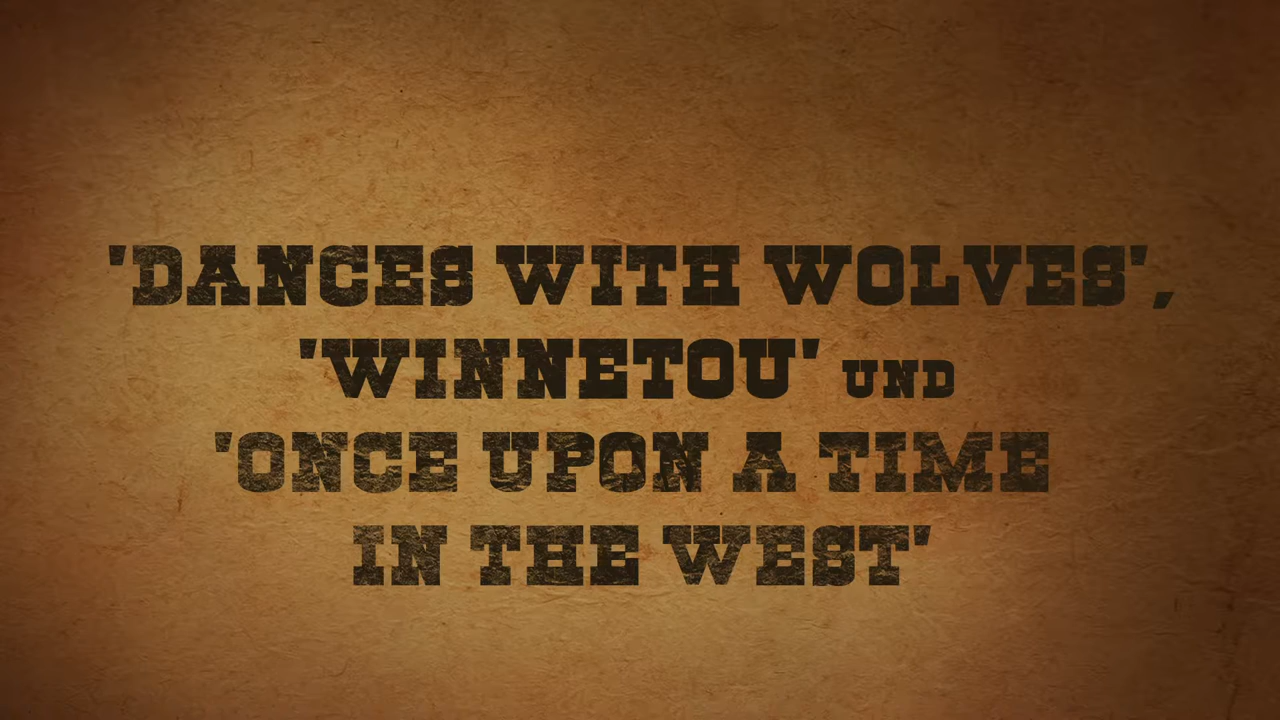 'DANCES WITH WOLVES',
'WINNETOU' UND
'ONCE UPON A TIME
IN THE WEST'